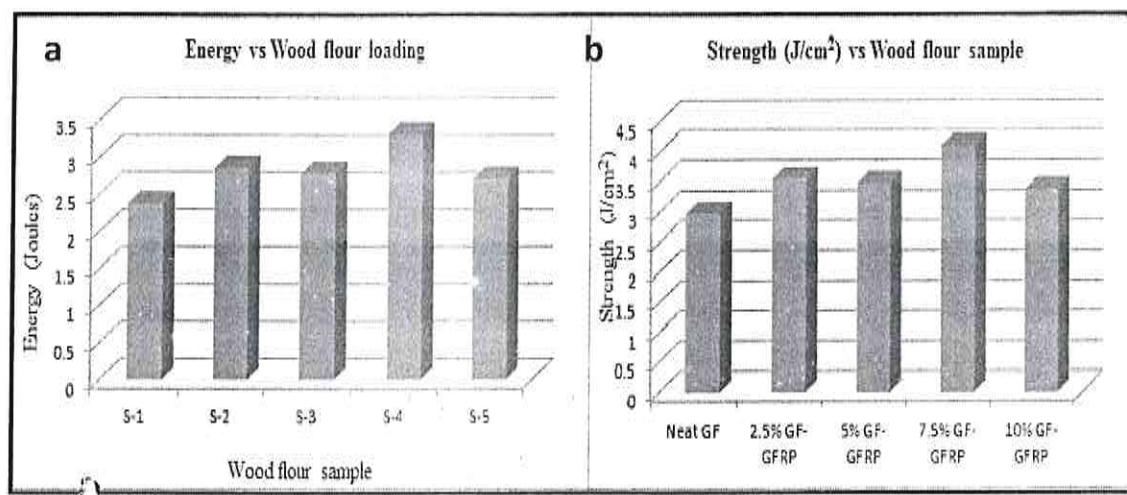 a
Energy vs Wood flour loading
3.5
3
2.5
2
1.5
1
0.5
0
Energy (Joules)
S-1 S-2 S-3 S-4 S-5
Wood flour sample
b
Strength (J/cm²) vs Wood flour sample
4.5
4
3.5
3
2.5
2
1.5
1
0.5
0
Strength (J/cm²)
Neat GF 2.5% GF- 5% GF- 7.5% GF- 10% GF-
GFRP GFRP GFRP GFRP